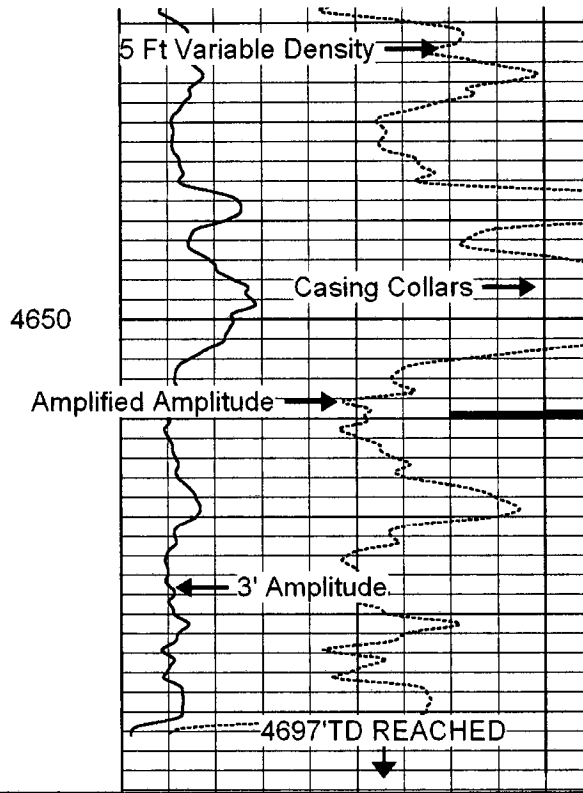 5 Ft Variable Density
Casing Collars
4650
Amplified Amplitude
3' Amplitude
4697'TD REACHED